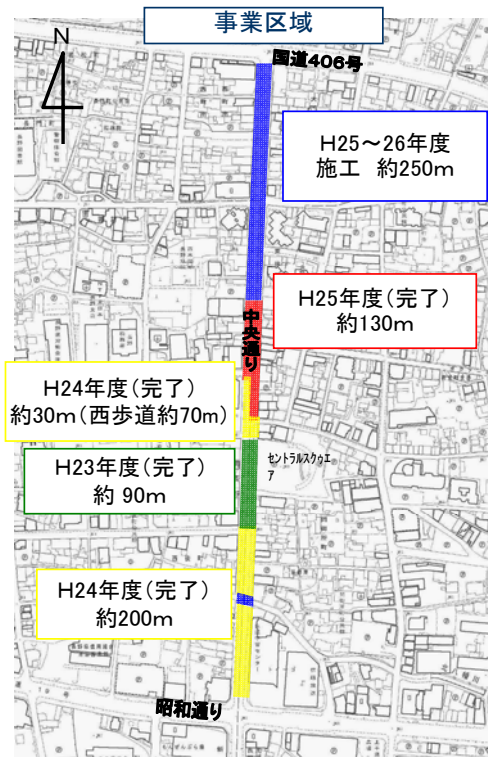 事業区域
N
国道406号
H25～26年度
施工 約250m
H25年度(完了)
約130m
中央通り
H24年度(完了)
約30m(西歩道約70m)
セントラルスクウエ
ア
H23年度(完了)
約 90m
H24年度(完了)
約200m
昭和通り